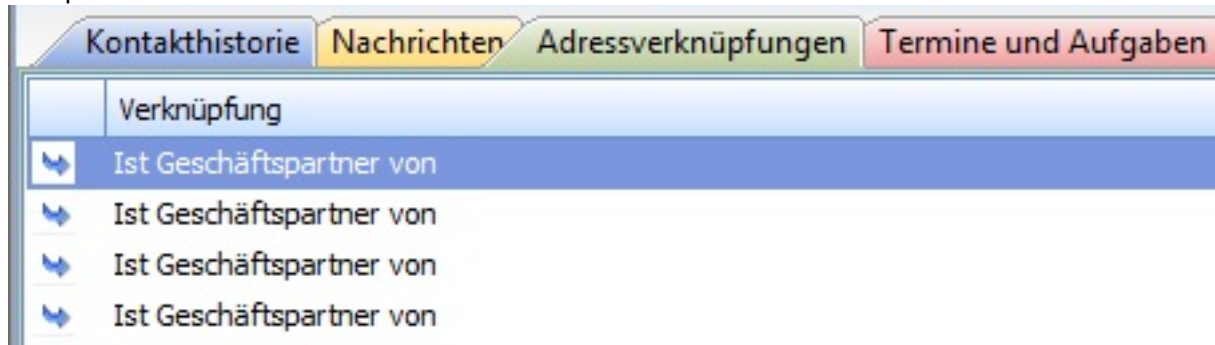 Kontakthistorie Nachrichten Adressverknüpfungen Termine und Aufgaben
Verknüpfung
Ist Geschäftspartner von
Ist Geschäftspartner von
Ist Geschäftspartner von
Ist Geschäftspartner von